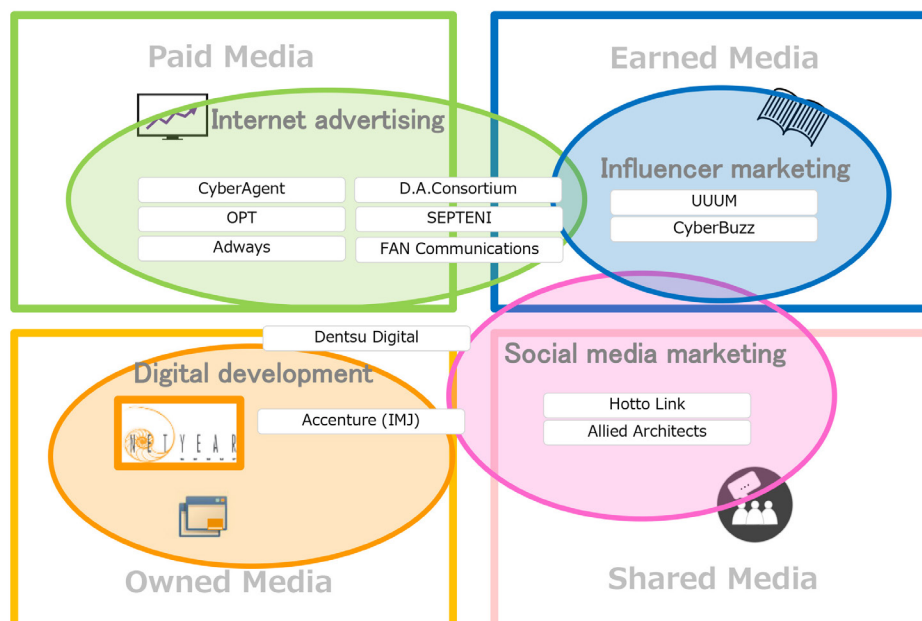 Paid Media
Earned Media
Internet advertising
Influencer marketing
CyberAgent
D.A.Consortium
UUUM
OPT
SEPTENI
CyberBuzz
Adways
FAN Communications
Dentsu Digital
Social media marketing
Digital development
Accenture (IMJ)
Hotto Link
Allied Architects
NETYEAR
Owned Media
Shared Media